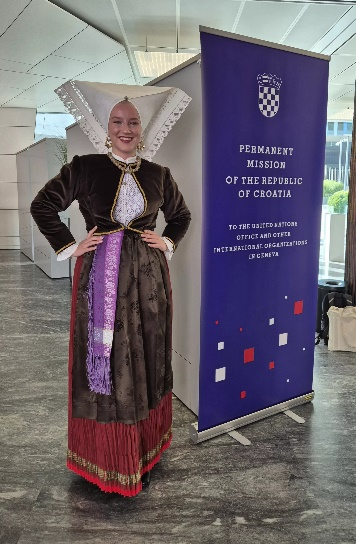 PERMANENT
MISSION
OF THE REPUBLIC
OF CROATIA
TO THE UNITED NATIONS
OFFICE AND OTHER
INTERNATIONAL ORGANIZATIONS
IN GENEVA